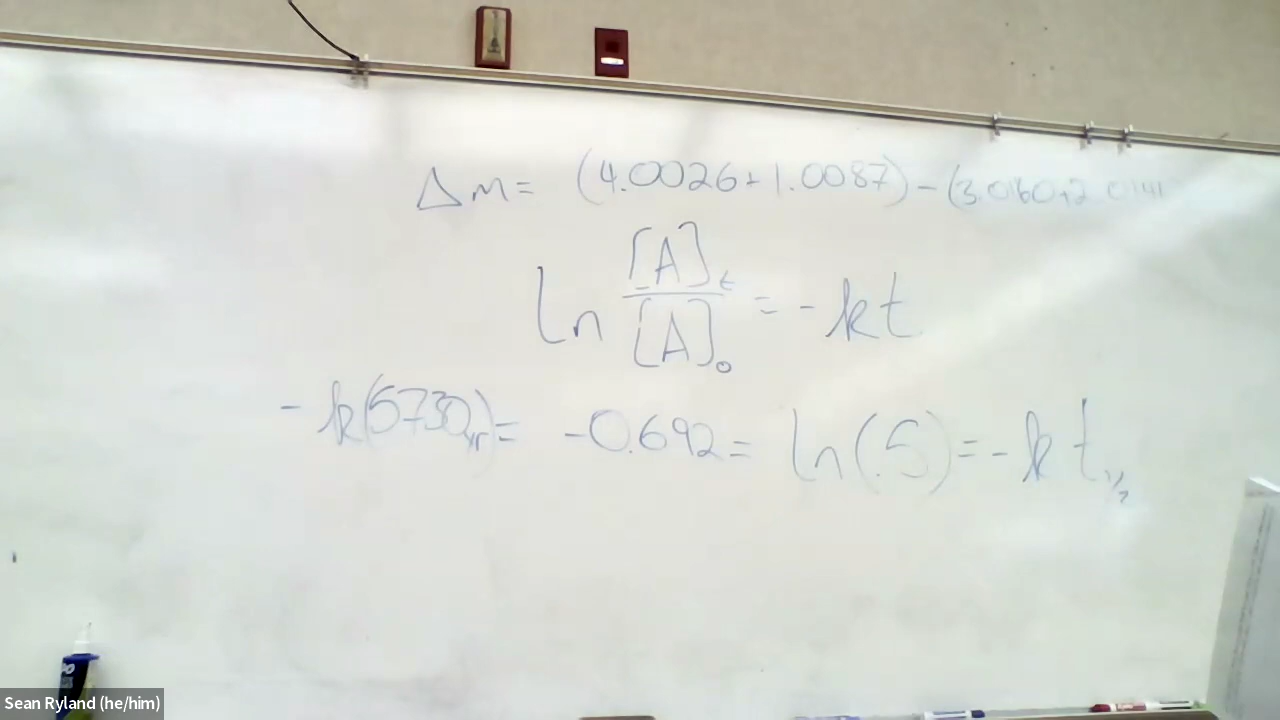 Δm = (4.0026 + 1.0087) - (3.0160 + 2.0141
ln [A]t / [A]0 = -kt
-k(5730yr) = -0.692 = ln(.5) = -k t1/2
Sean Ryland (he/him)